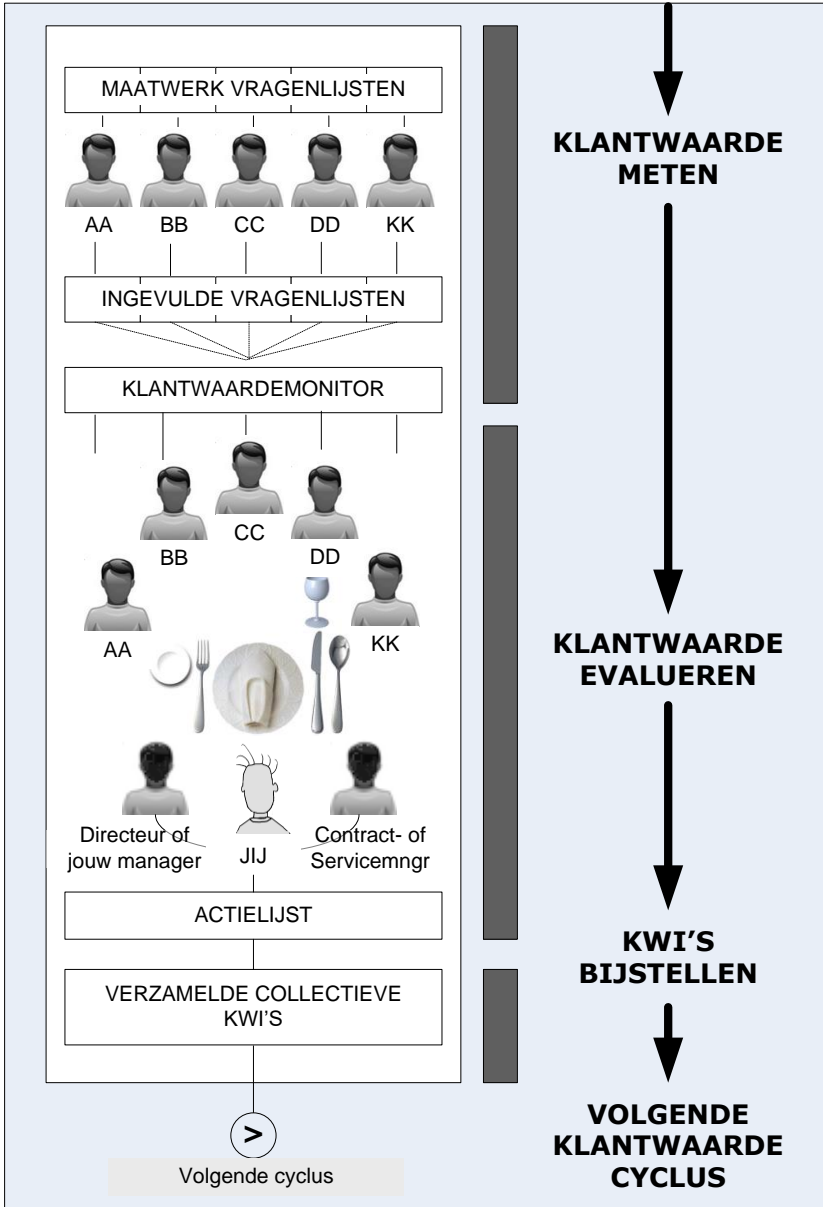 MAATWERK VRAGENLIJSTEN
AA BB CC DD KK
INGEVULDE VRAGENLIJSTEN
KLANTWAARDEMONITOR
CC
BB DD
AA KK
Directeur of
jouw manager
JIJ
Contract- of
Servicemngr
ACTIELIJST
VERZAMELDE COLLECTIEVE
KWI'S
>
Volgende cyclus
KLANTWAARDE
METEN
KLANTWAARDE
EVALUEREN
KWI'S
BIJSTELLEN
VOLGENDE
KLANTWAARDE
CYCLUS